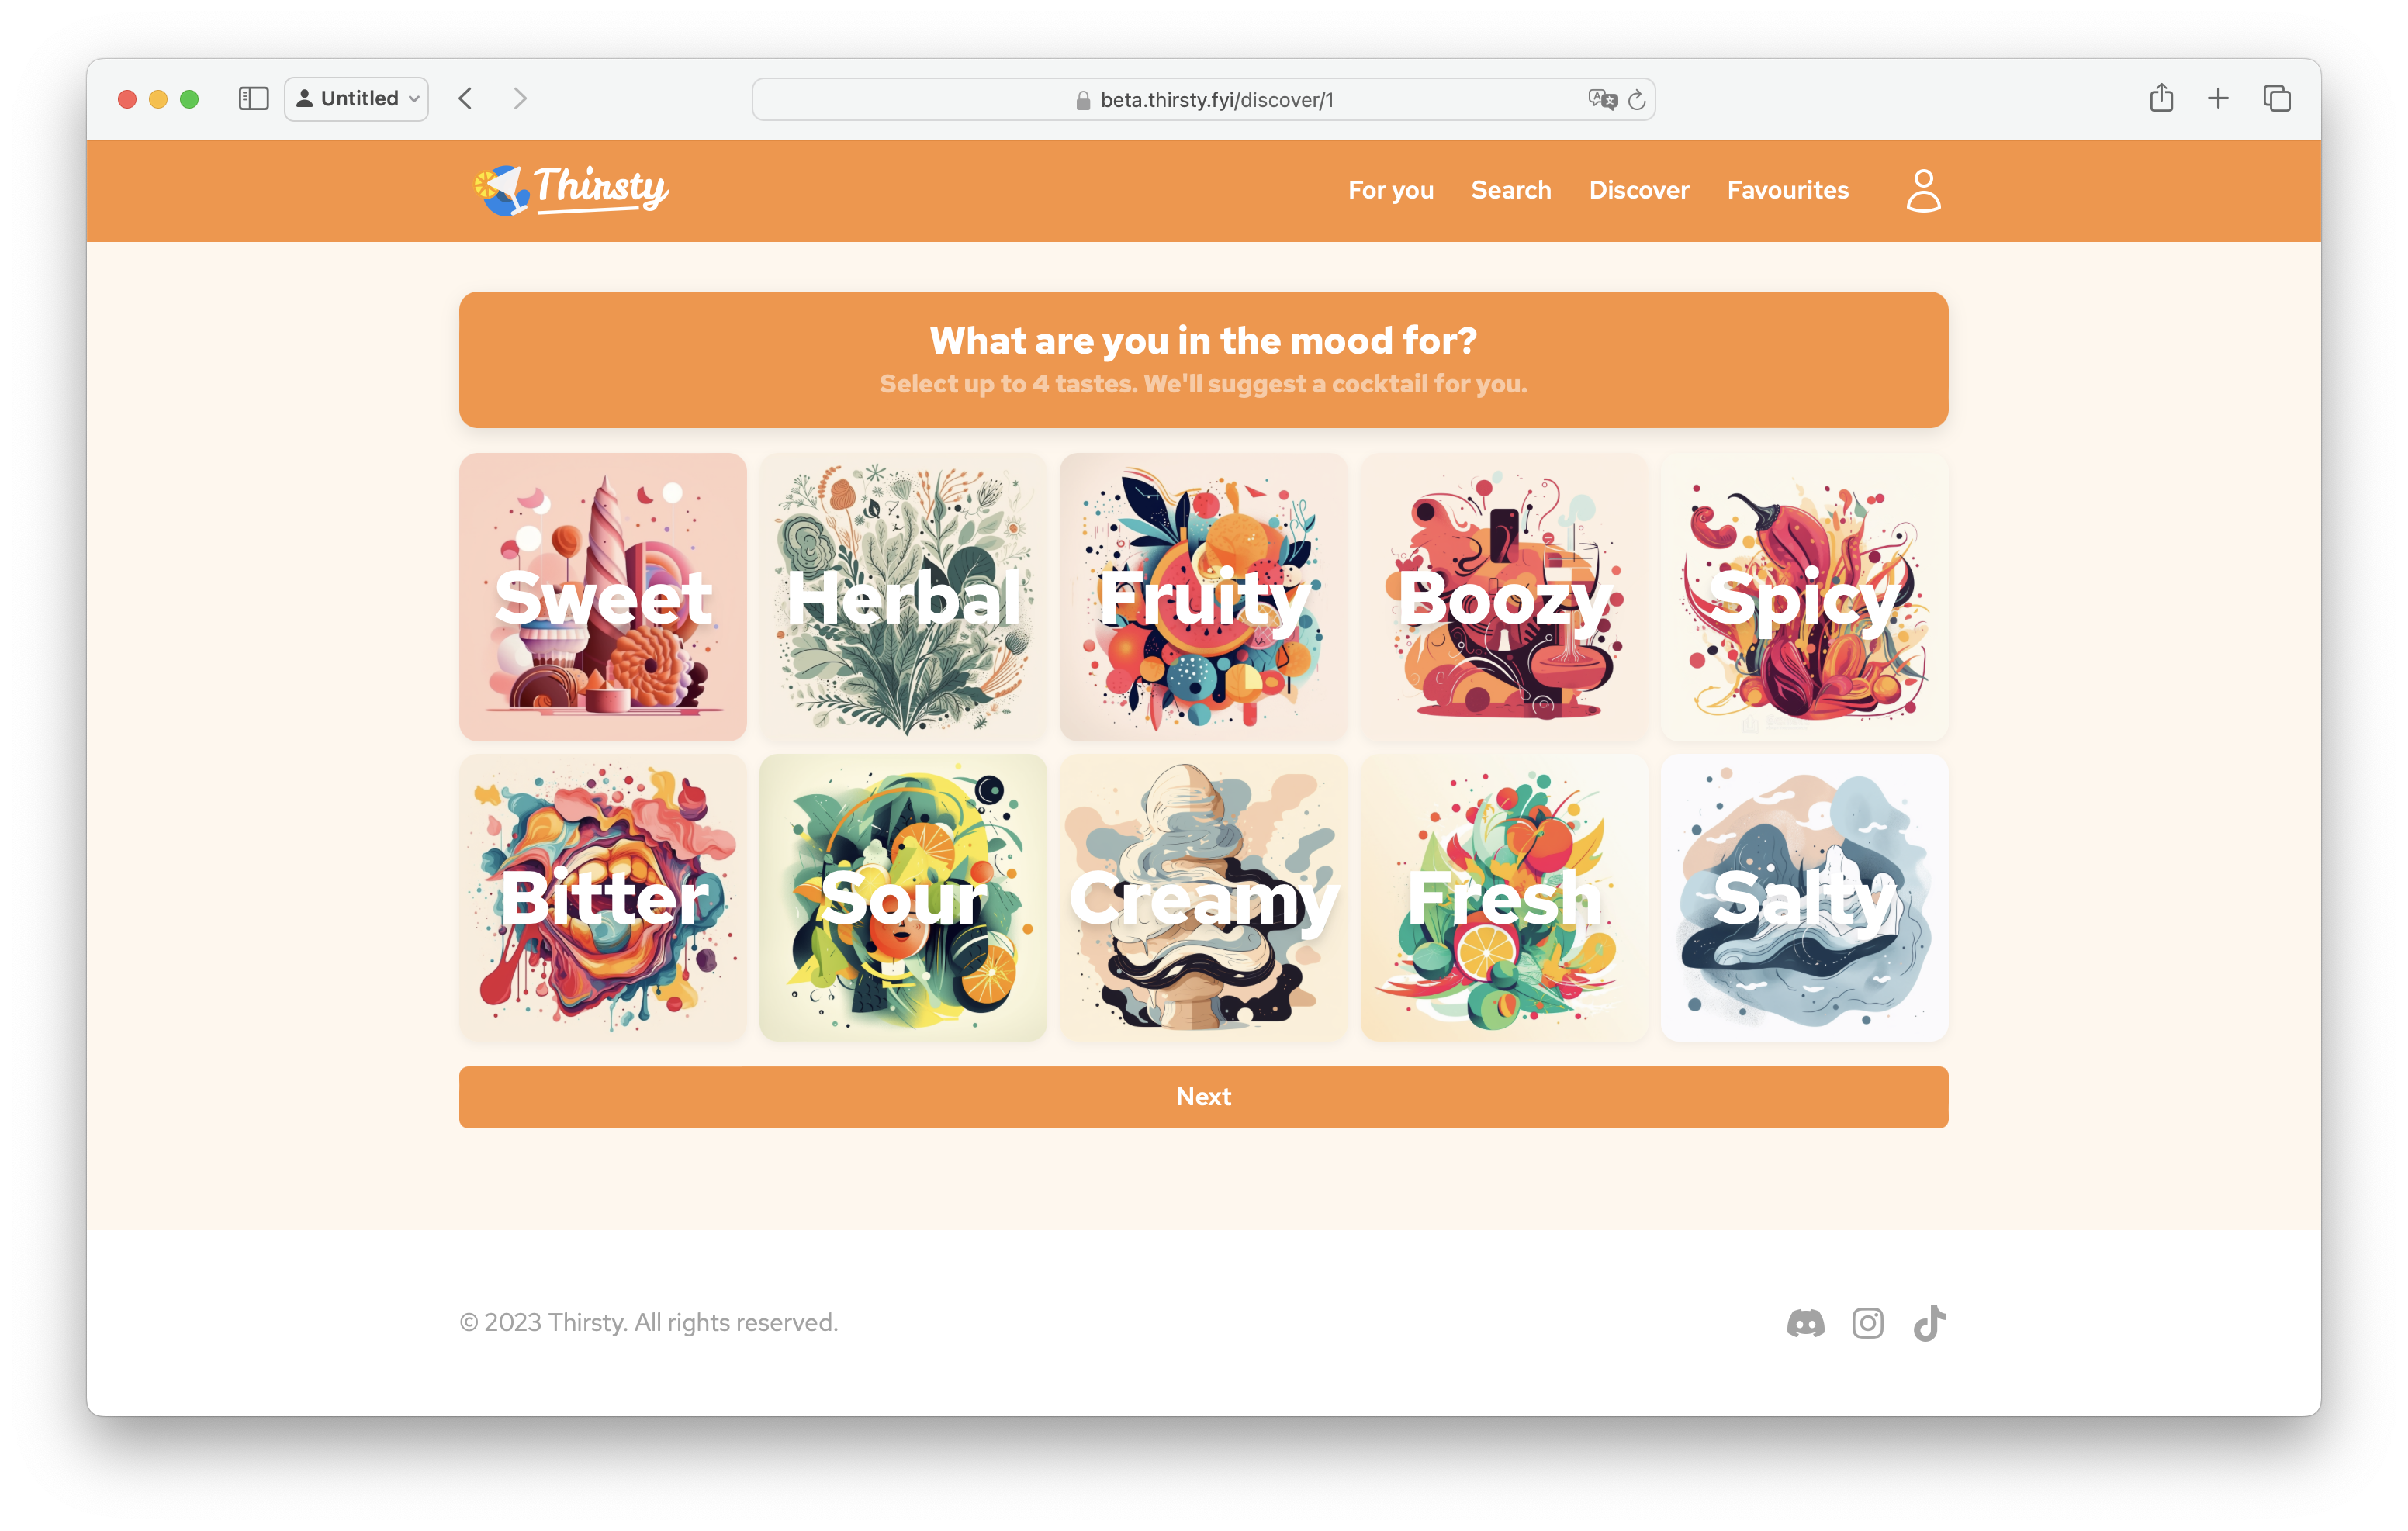 Untitled
beta.thirsty.fyi/discover/1
Thirsty
For you
Search
Discover
Favourites
What are you in the mood for?
Select up to 4 tastes. We'll suggest a cocktail for you.
Sweet
Herbal
Fruity
Boozy
Spicy
Bitter
Sour
Creamy
Fresh
Salty
Next
© 2023 Thirsty. All rights reserved.